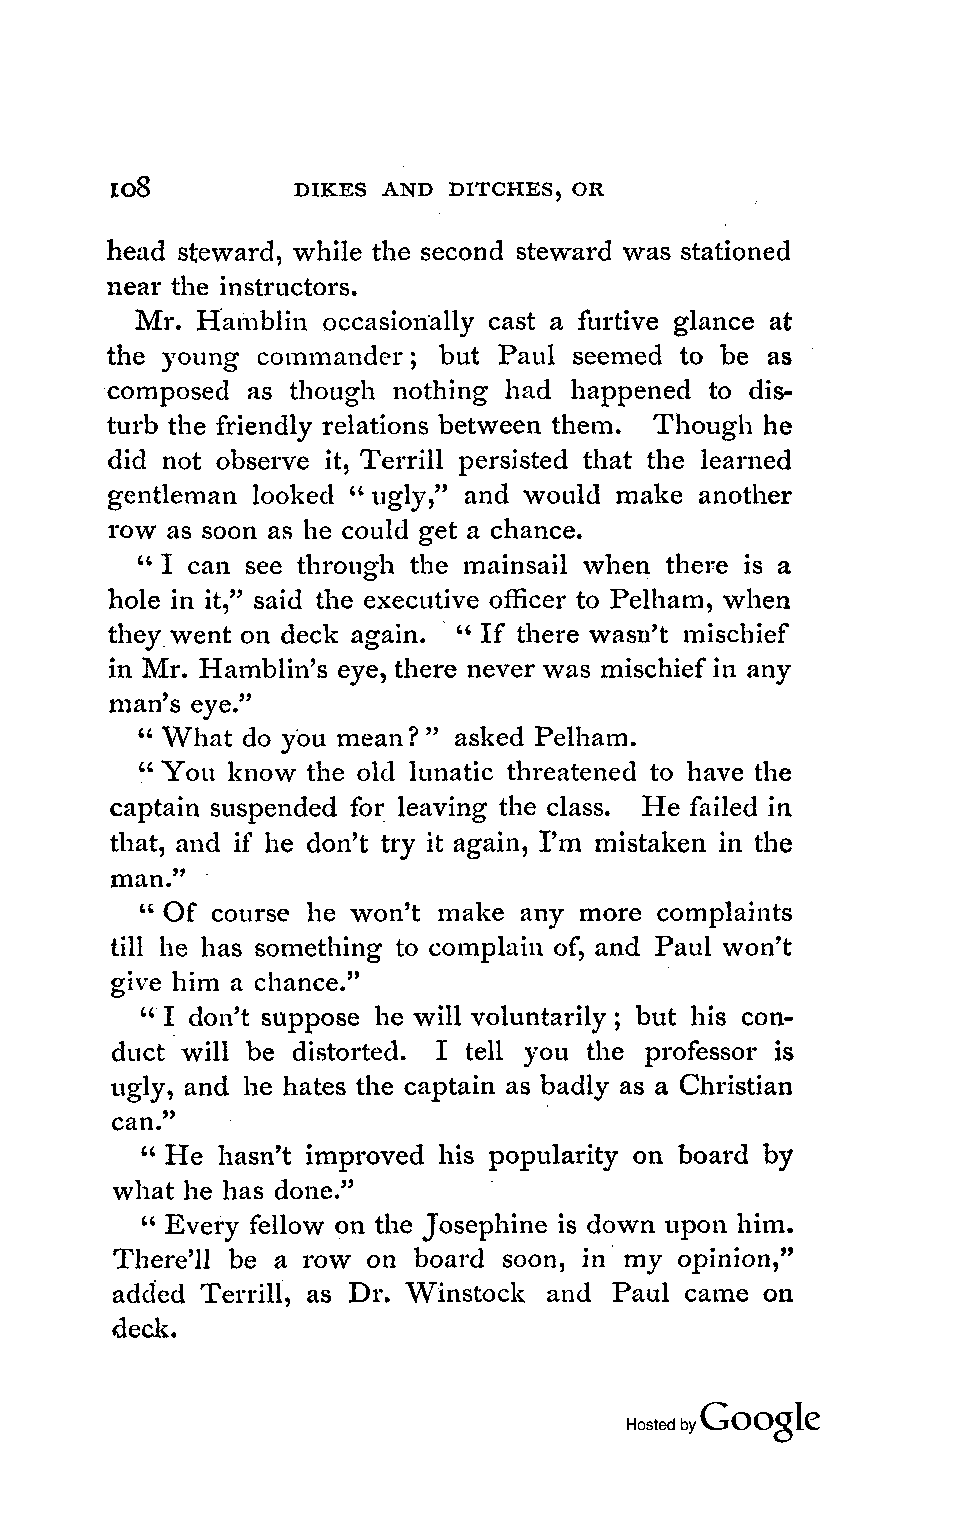 108 DIKES AND DITCHES, OR
head steward, while the second steward was stationed
near the instructors.
Mr. Hamblin occasionally cast a furtive glance at
the young commander; but Paul seemed to be as
composed as though nothing had happened to dis-
turb the friendly relations between them. Though he
did not observe it, Terrill persisted that the learned
gentleman looked "ugly," and would make another
row as soon as he could get a chance.
"I can see through the mainsail when there is a
hole in it," said the executive officer to Pelham, when
they went on deck again. "If there wasn't mischief
in Mr. Hamblin's eye, there never was mischief in any
man's eye."
"What do you mean?" asked Pelham.
"You know the old lunatic threatened to have the
captain suspended for leaving the class. He failed in
that, and if he don't try it again, I'm mistaken in the
man."
"Of course he won't make any more complaints
till he has something to complain of, and Paul won't
give him a chance."
"I don't suppose he will voluntarily; but his con-
duct will be distorted. I tell you the professor is
ugly, and he hates the captain as badly as a Christian
can."
"He hasn't improved his popularity on board by
what he has done."
"Every fellow on the Josephine is down upon him.
There'll be a row on board soon, in my opinion,"
added Terrill, as Dr. Winstock and Paul came on
deck.
Hosted by Google